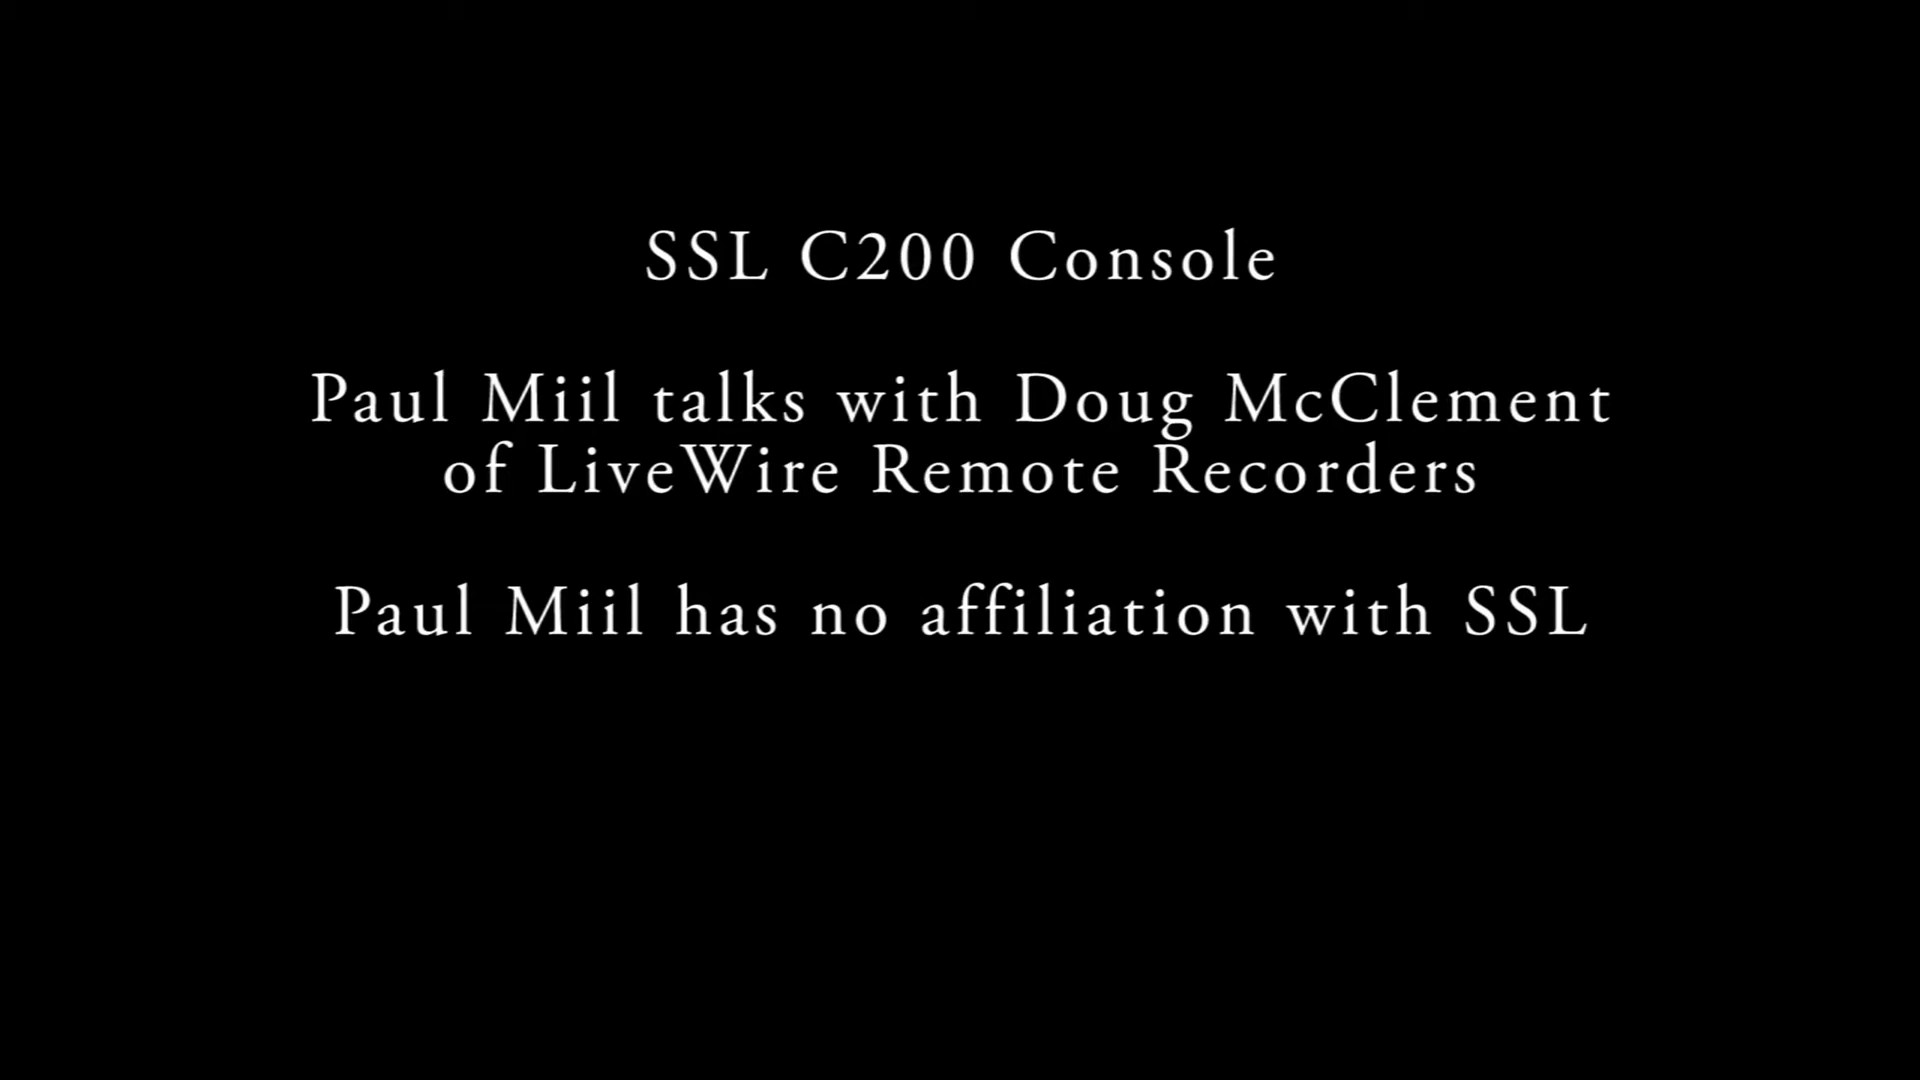 SSL C200 Console
Paul Miil talks with Doug McClement
of LiveWire Remote Recorders
Paul Miil has no affiliation with SSL